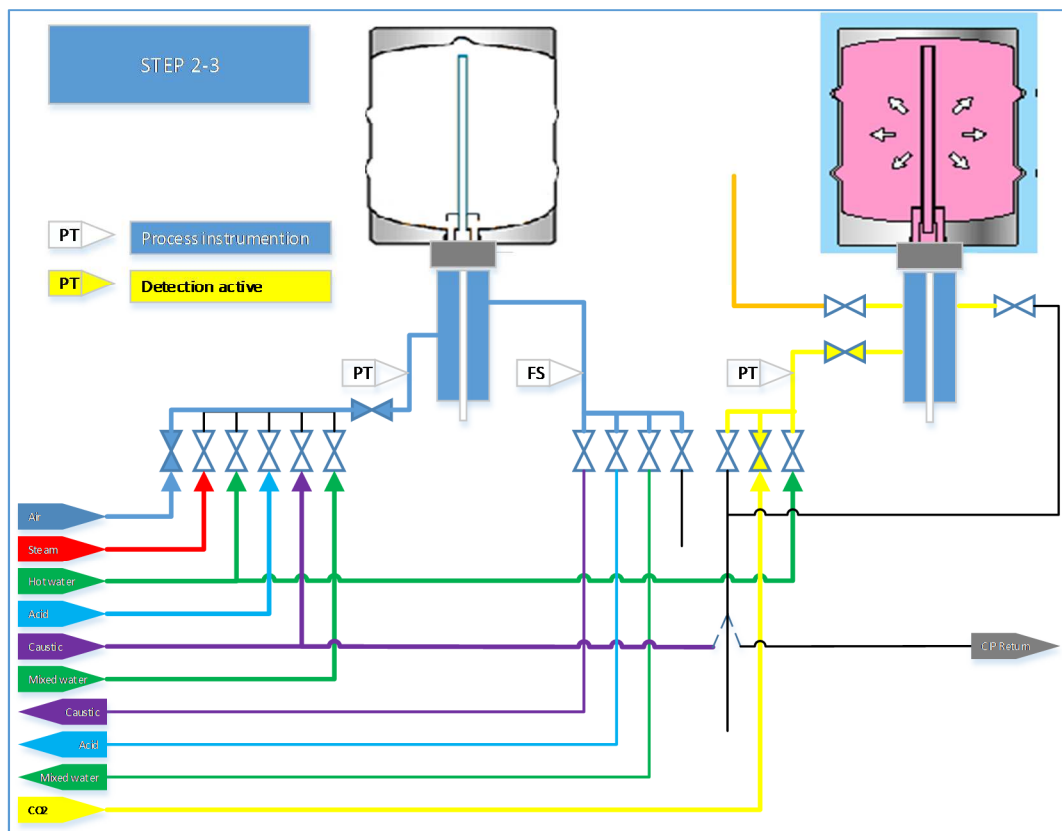 STEP 2-3
PT
Process instrumention
PT
Detection active
PT
FS
PT
Air
Steam
Hot water
Acid
Caustic
CIP Return
Mixed water
Caustic
Acid
Mixed water
CO2